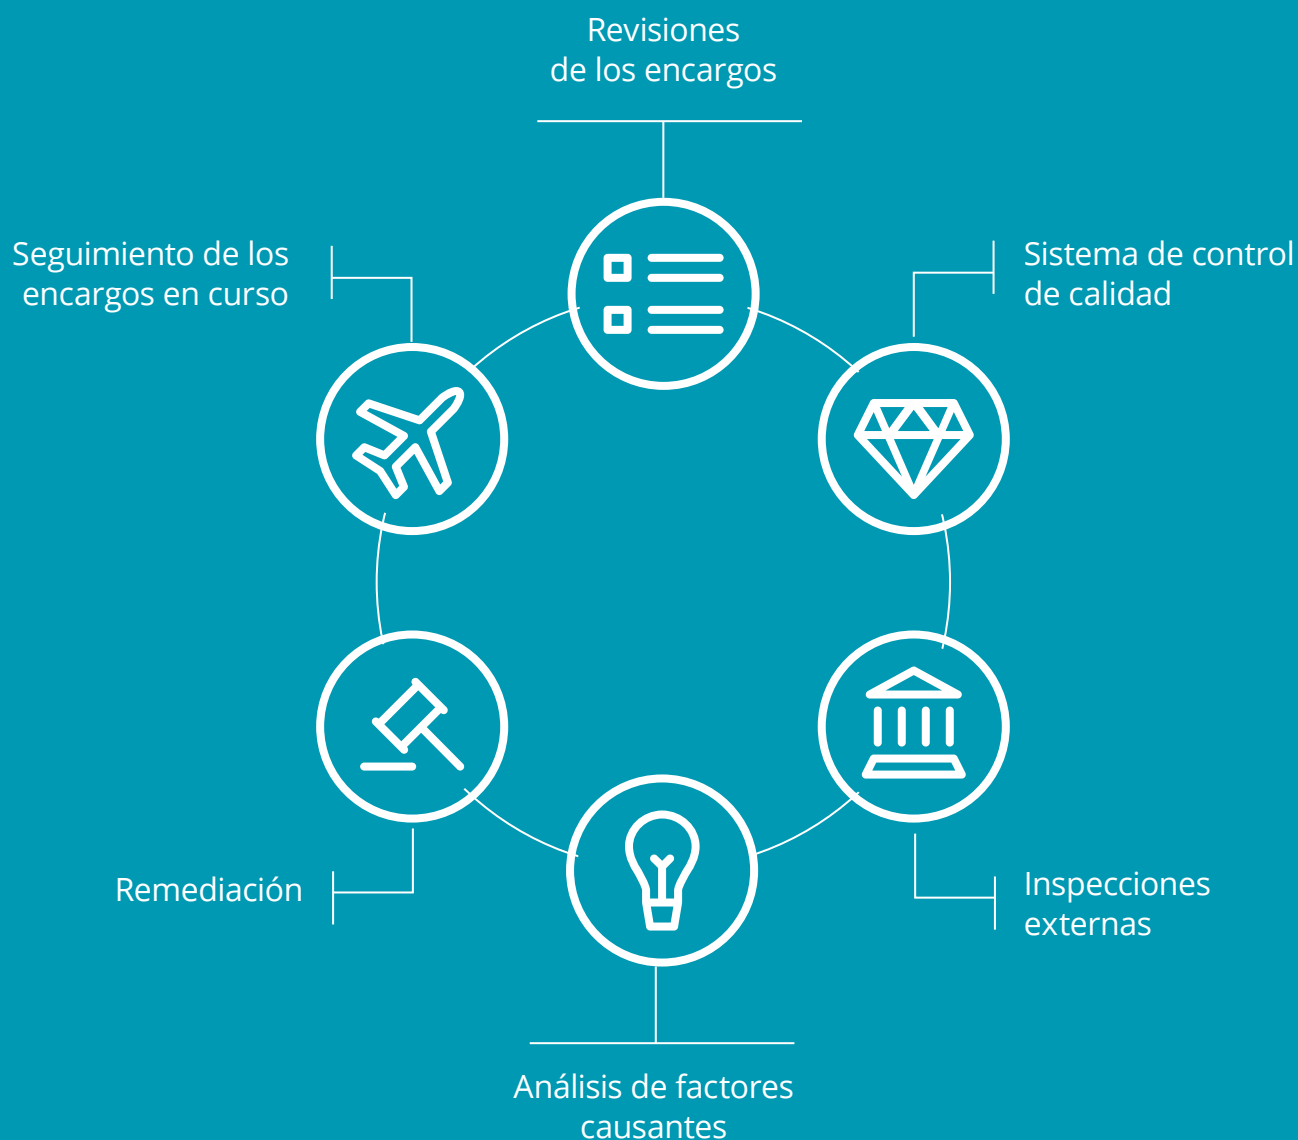 Revisiones
de los encargos
Seguimiento de los
encargos en curso
Sistema de control
de calidad
Remediación
Inspecciones
externas
Análisis de factores
causantes